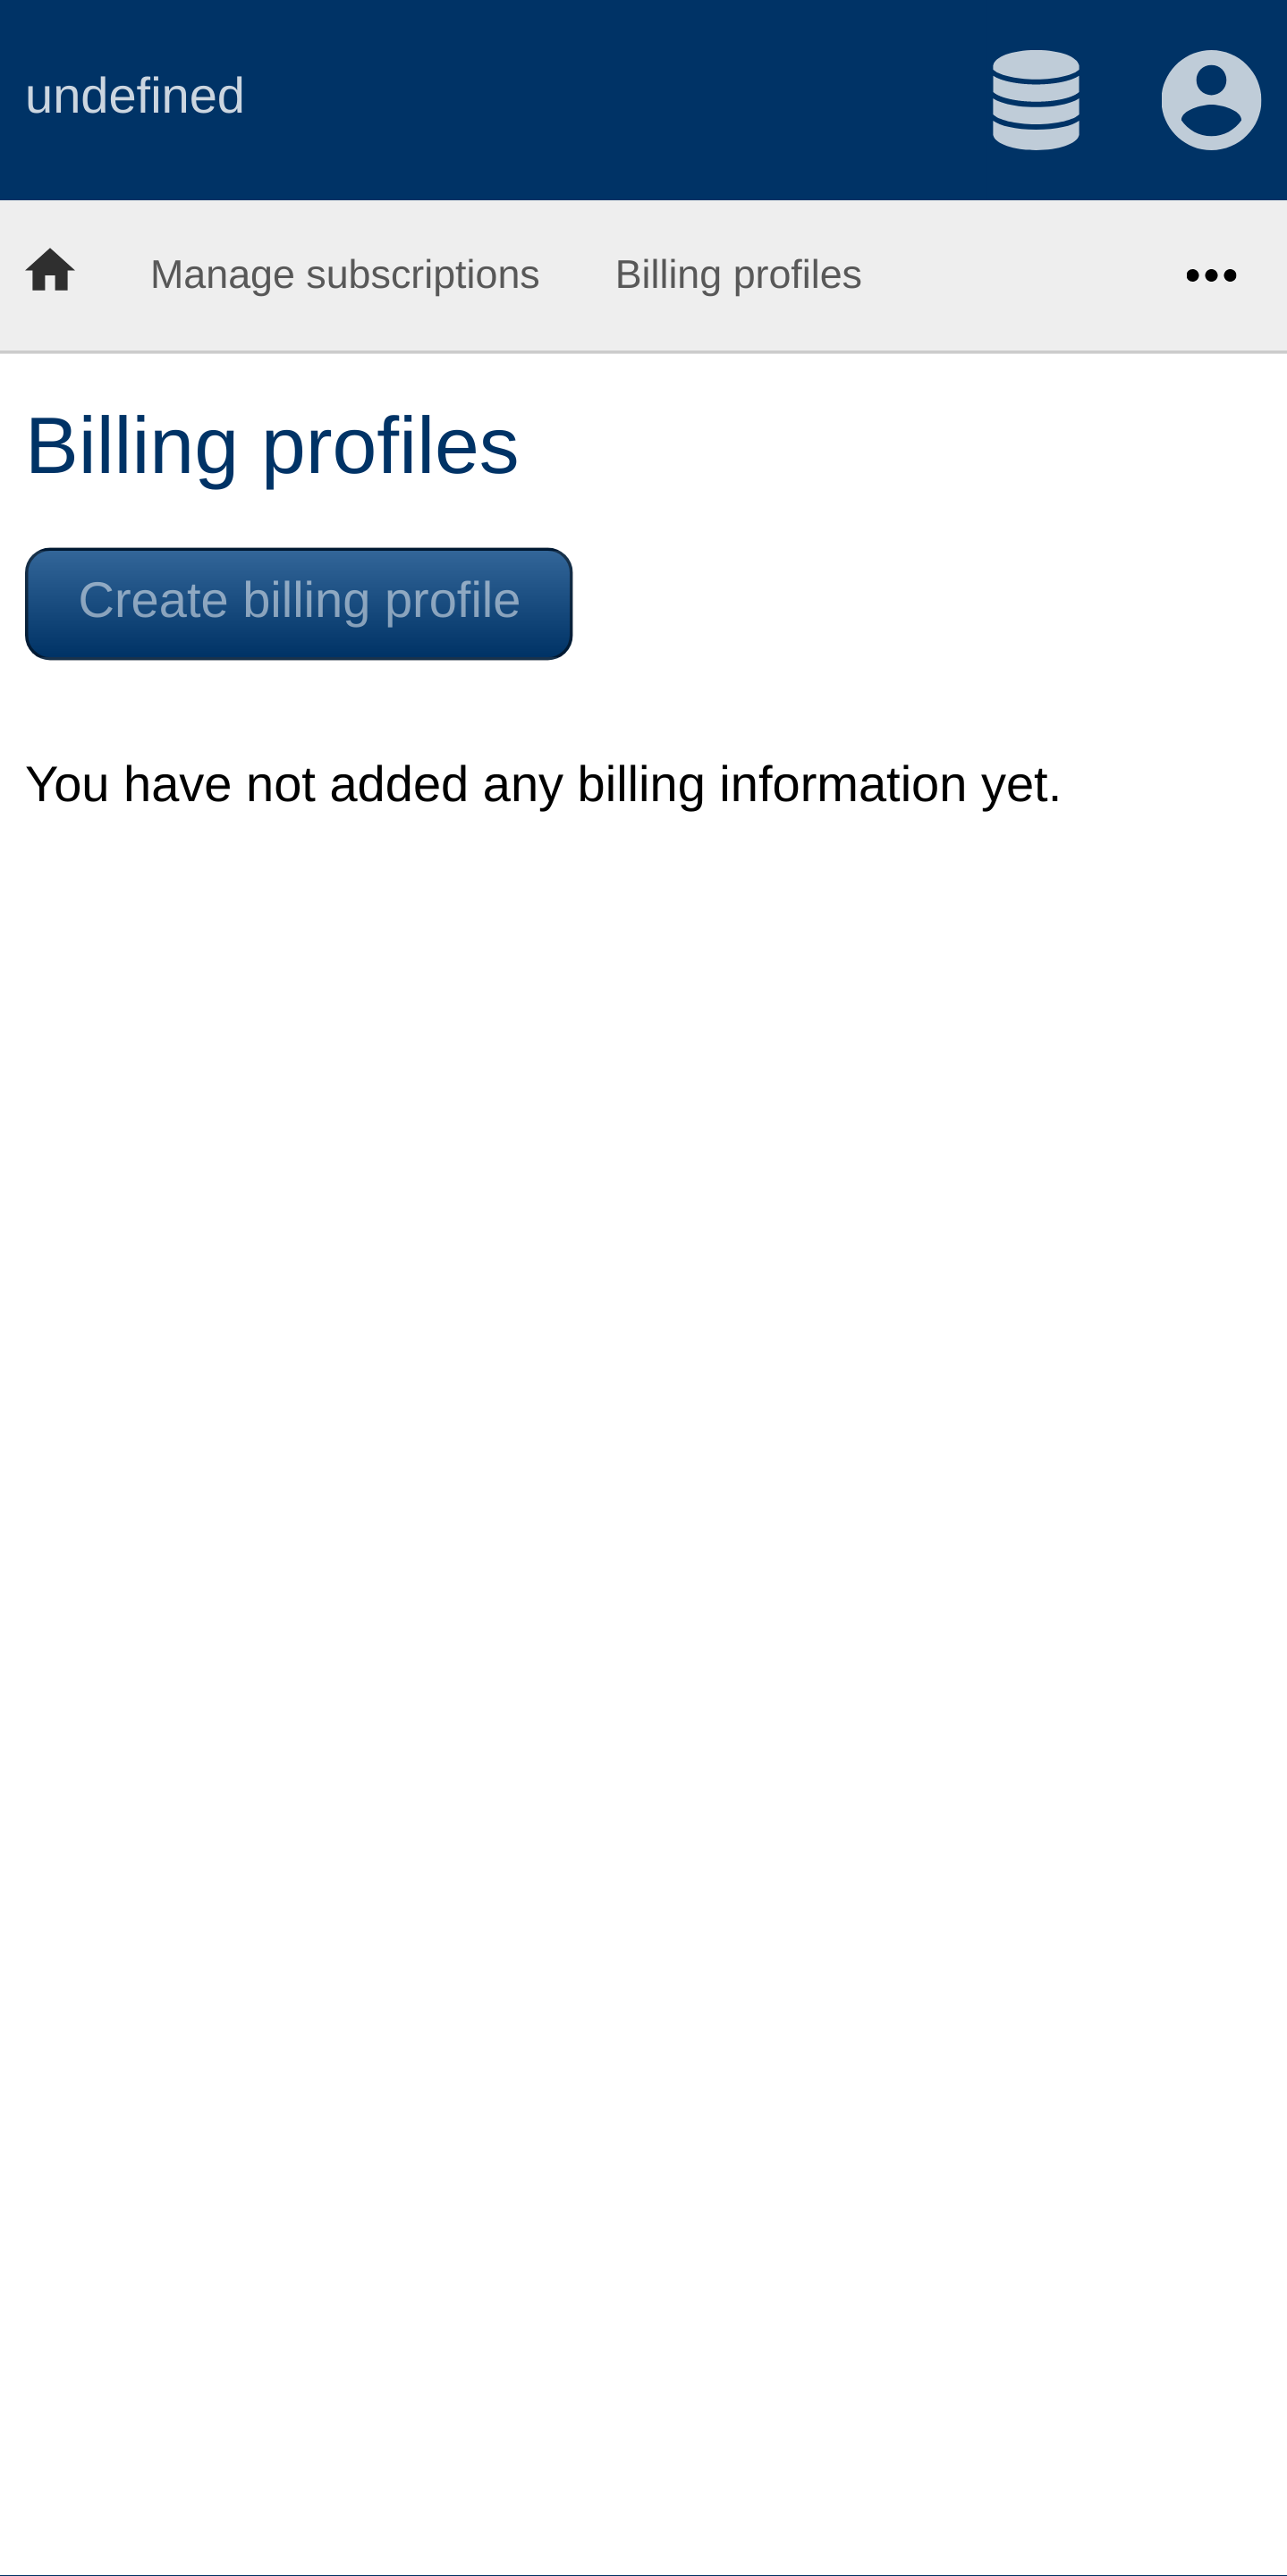 undefined
Manage subscriptions Billing profiles
Billing profiles
Create billing profile
You have not added any billing information yet.